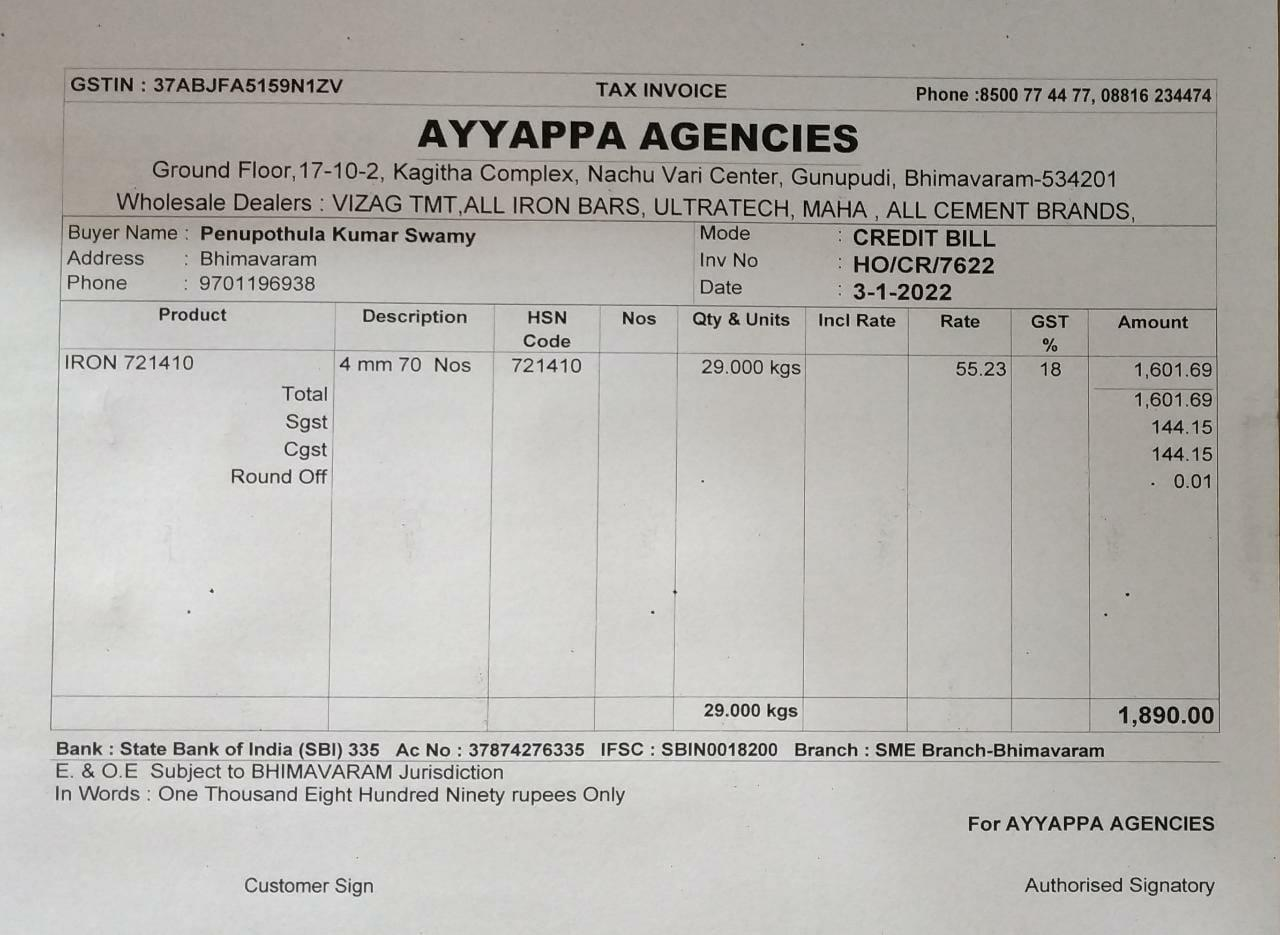 GSTIN : 37ABJFA5159N1ZV TAX INVOICE Phone :8500 77 44 77, 08816 234474
AYYAPPA AGENCIES
Ground Floor,17-10-2, Kagitha Complex, Nachu Vari Center, Gunupudi, Bhimavaram-534201
Wholesale Dealers : VIZAG TMT,ALL IRON BARS, ULTRATECH, MAHA , ALL CEMENT BRANDS,
Buyer Name : Penupothula Kumar Swamy Mode : CREDIT BILL
Address : Bhimavaram Inv No : HO/CR/7622
Phone : 9701196938 Date : 3-1-2022
Product Description HSN Code Nos Qty & Units Incl Rate Rate GST % Amount
IRON 721410 4 mm 70 Nos 721410 29.000 kgs 55.23 18 1,601.69
Total 1,601.69
Sgst 144.15
Cgst 144.15
Round Off 0.01
29.000 kgs 1,890.00
Bank : State Bank of India (SBI) 335 Ac No : 37874276335 IFSC : SBIN0018200 Branch : SME Branch-Bhimavaram
E. & O.E Subject to BHIMAVARAM Jurisdiction
In Words : One Thousand Eight Hundred Ninety rupees Only
For AYYAPPA AGENCIES
Customer Sign Authorised Signatory